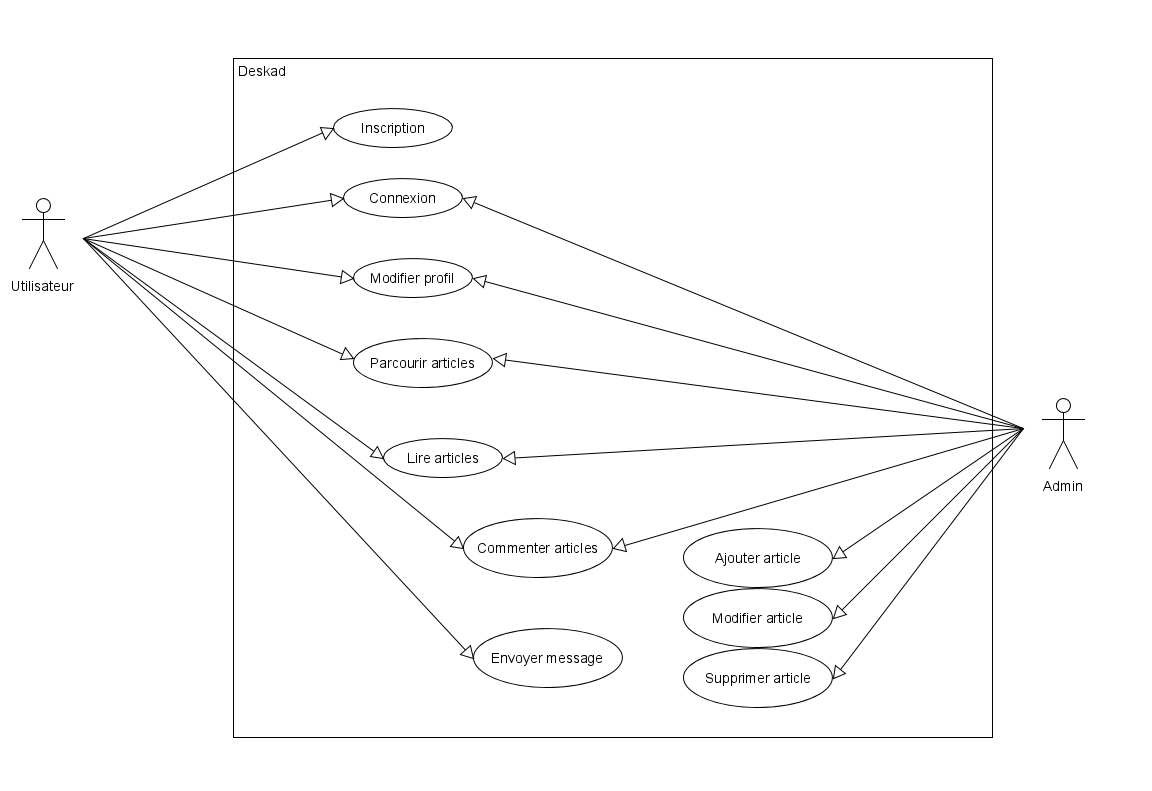 Deskad
Inscription
Connexion
Utilisateur
Modifier profil
Parcourir articles
Lire articles
Admin
Commenter articles
Ajouter article
Modifier article
Envoyer message
Supprimer article